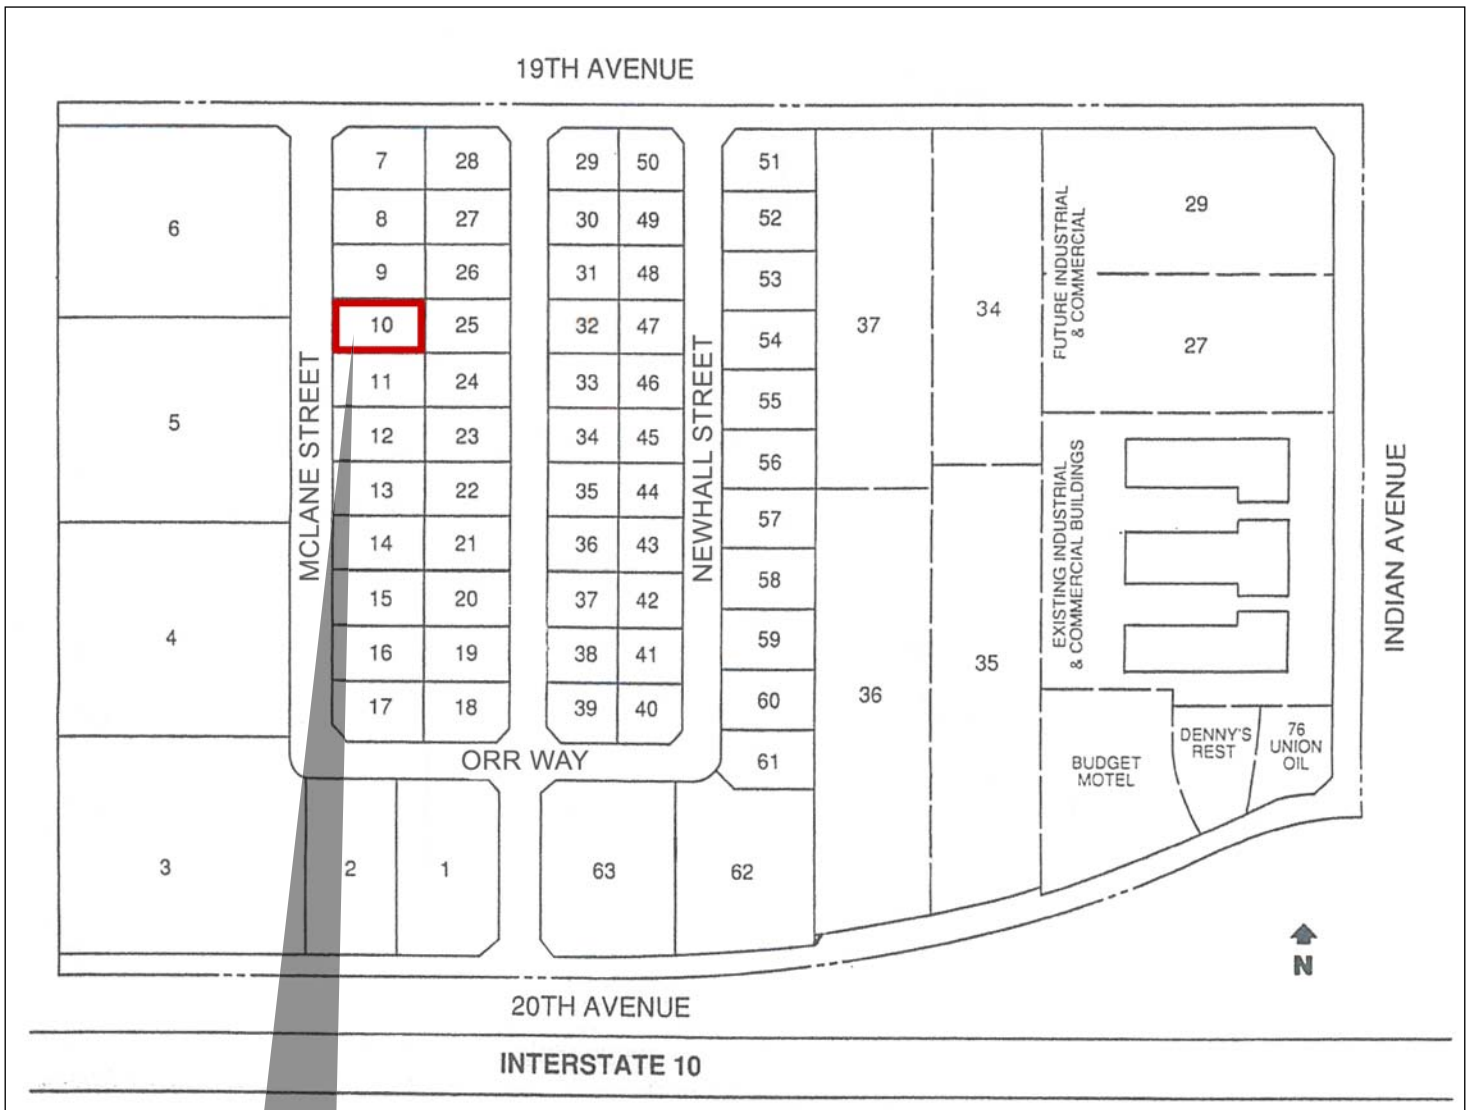 19TH AVENUE
7 28 29 50 51
6 8 27 30 49 52 29
9 26 31 48 53
10 25 32 47 54 37 34 27
FUTURE INDUSTRIAL
& COMMERCIAL
11 24 33 46 55
5 12 23 34 45 56
13 22 35 44 57
MCLANE STREET
NEWHALL STREET
INDIAN AVENUE
EXISTING INDUSTRIAL
& COMMERCIAL BUILDINGS
14 21 36 43 58
15 20 37 42 59
4 16 19 38 41 35
17 18 39 40 60 36
ORR WAY
61
BUDGET
MOTEL
DENNY'S
REST
76
UNION
OIL
3 2 1 63 62
N
20TH AVENUE
INTERSTATE 10